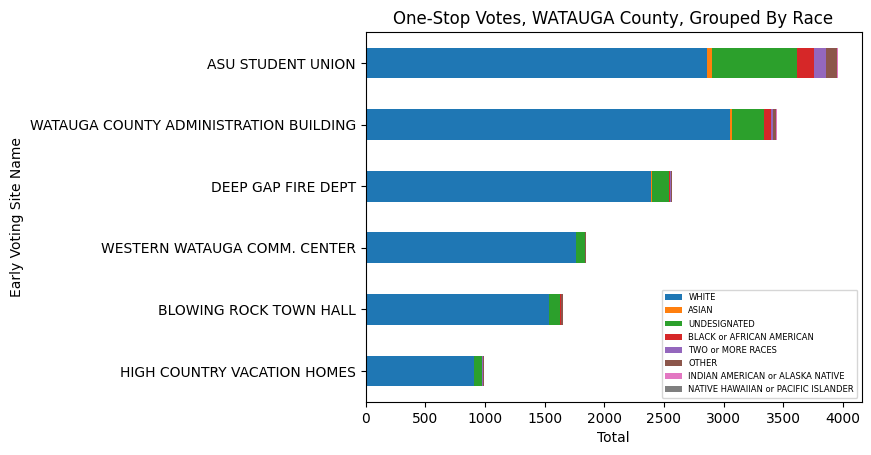 One-Stop Votes, WATAUGA County, Grouped By Race
Early Voting Site Name
ASU STUDENT UNION
WATAUGA COUNTY ADMINISTRATION BUILDING
DEEP GAP FIRE DEPT
WESTERN WATAUGA COMM. CENTER
BLOWING ROCK TOWN HALL
HIGH COUNTRY VACATION HOMES
WHITE
ASIAN
UNDESIGNATED
BLACK or AFRICAN AMERICAN
TWO or MORE RACES
OTHER
INDIAN AMERICAN or ALASKA NATIVE
NATIVE HAWAIIAN or PACIFIC ISLANDER
0 500 1000 1500 2000 2500 3000 3500 4000
Total